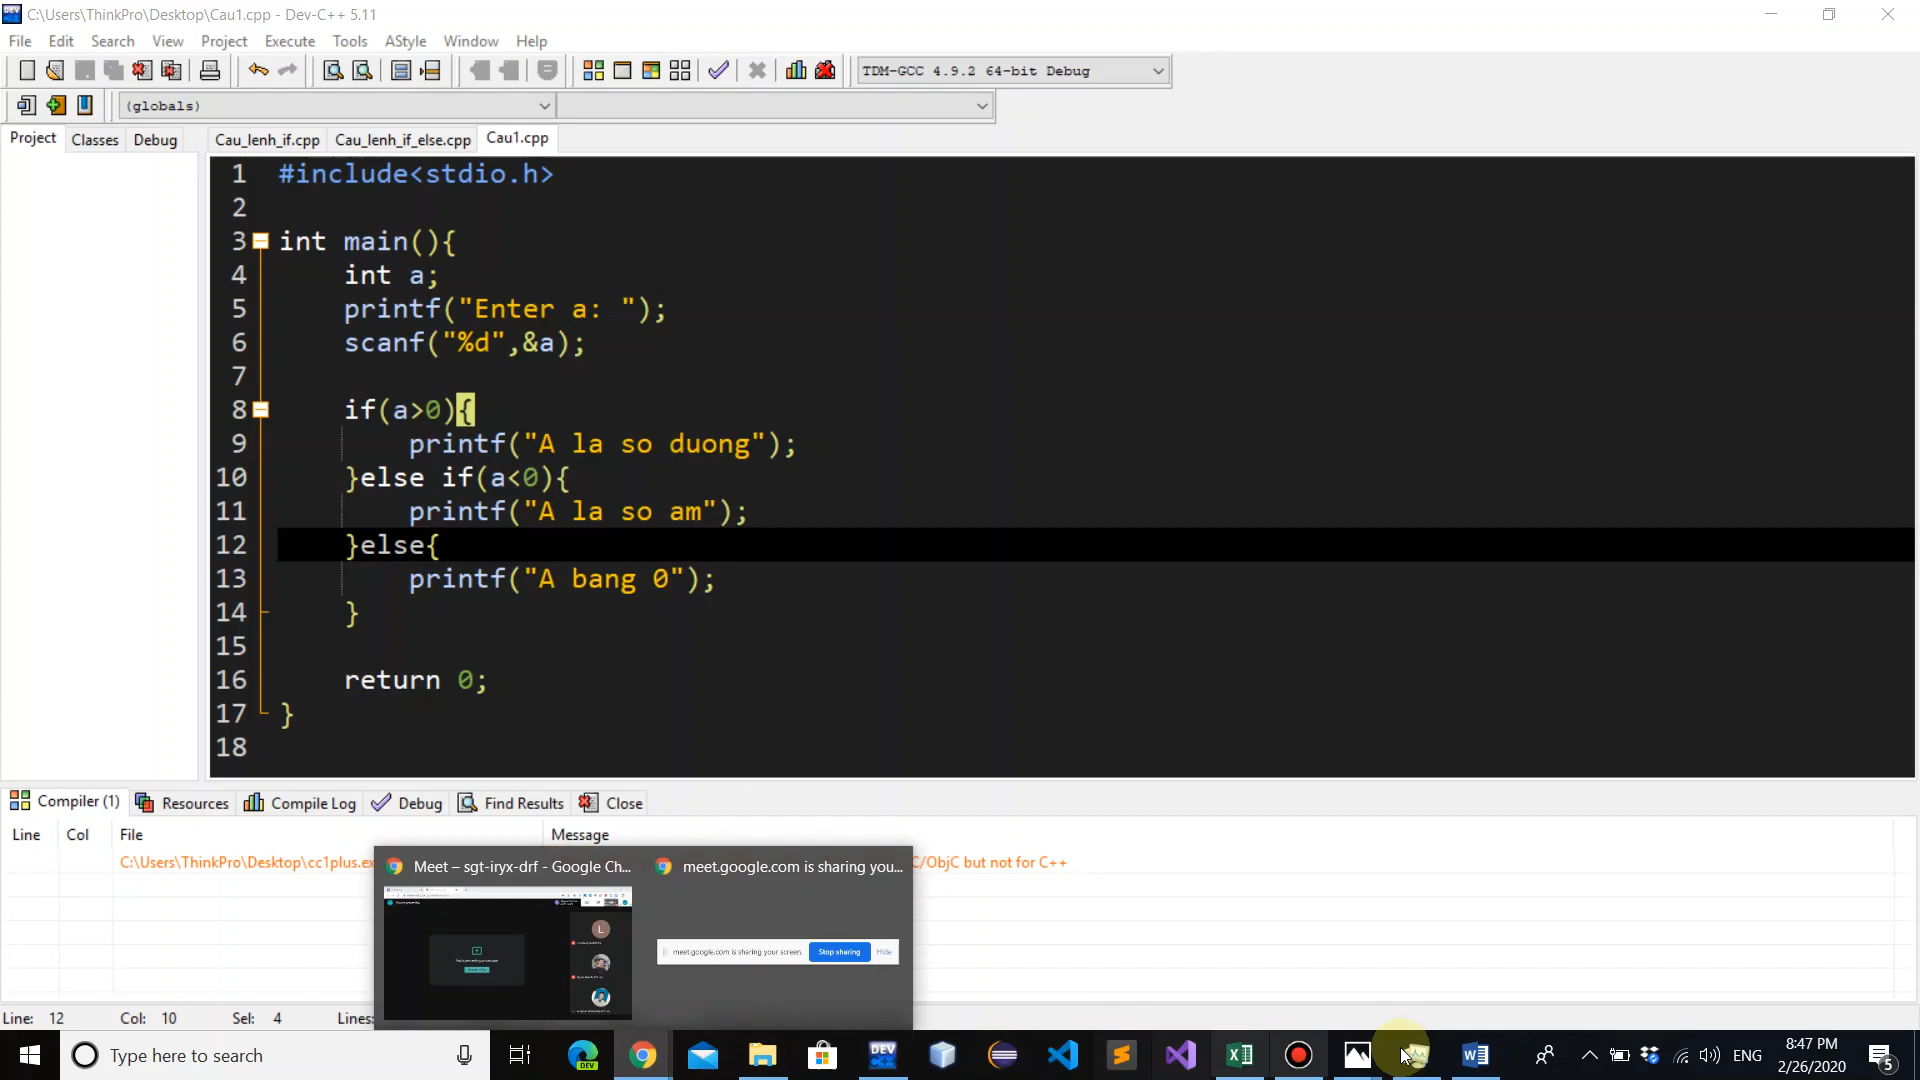 C:\Users\ThinkPro\Desktop\Cau1.cpp - Dev-C++ 5.11
File Edit Search View Project Execute Tools AStyle Window Help
TDM-GCC 4.9.2 64-bit Debug
(globals)
Project Classes Debug Cau_lenh_if.cpp Cau_lenh_if_else.cpp Cau1.cpp
1 #include<stdio.h>
2
3 int main(){
4 int a;
5 printf("Enter a: ");
6 scanf("%d",&a);
7
8 if(a>0){
9 printf("A la so duong");
10 }else if(a<0){
11 printf("A la so am");
12 }else{
13 printf("A bang 0");
14 }
15
16 return 0;
17 }
18
Compiler (1) Resources Compile Log Debug Find Results Close
Line Col File Message
C:\Users\ThinkPro\Desktop\cc1plus.ex C/ObjC but not for C++
Meet – sgt-iryx-drf - Google Ch... meet.google.com is sharing you...
L
meet.google.com is sharing your screen. Stop sharing Hide
Line: 12 Col: 10 Sel: 4 Lines:
Type here to search
DEV
DEV
ENG
8:47 PM
2/26/2020
5